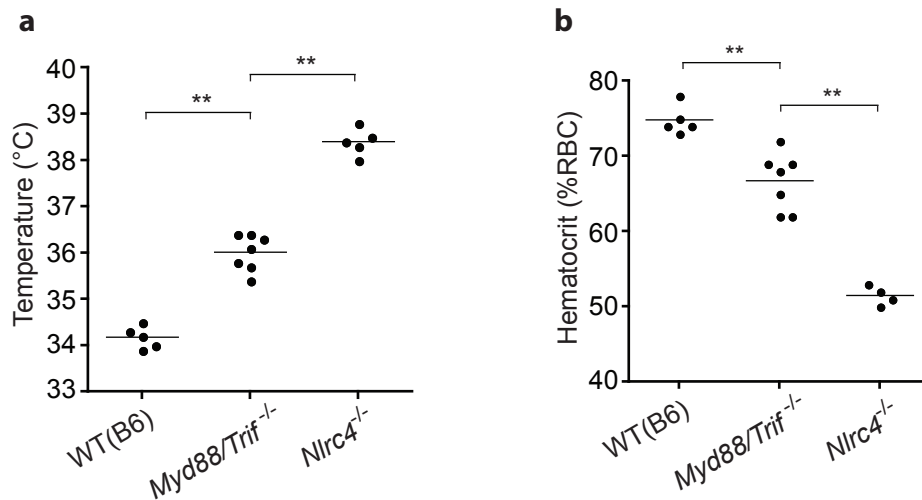 a
Temperature (°C)
40
39
38
37
36
35
34
33
**
**
WT(B6)
Myd88/Trif -/-
Nlrc4-/-
b
Hematocrit (%RBC)
80
70
60
50
40
**
**
WT(B6)
Myd88/Trif -/-
Nlrc4-/-